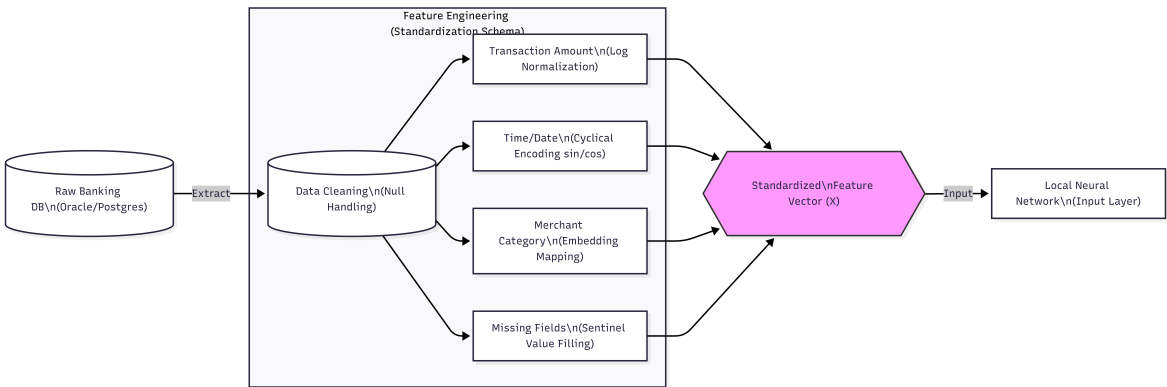 Feature Engineering
(Standardization Schema)
Transaction Amount\n(Log
Normalization)
Time/Date\n(Cyclical
Encoding sin/cos)
Raw Banking
DB\n(Oracle/Postgres)
Extract
Data Cleaning\n(Null
Handling)
Merchant
Category\n(Embedding
Mapping)
Missing Fields\n(Sentinel
Value Filling)
Standardized\nFeature
Vector (X)
Input
Local Neural
Network\n(Input Layer)